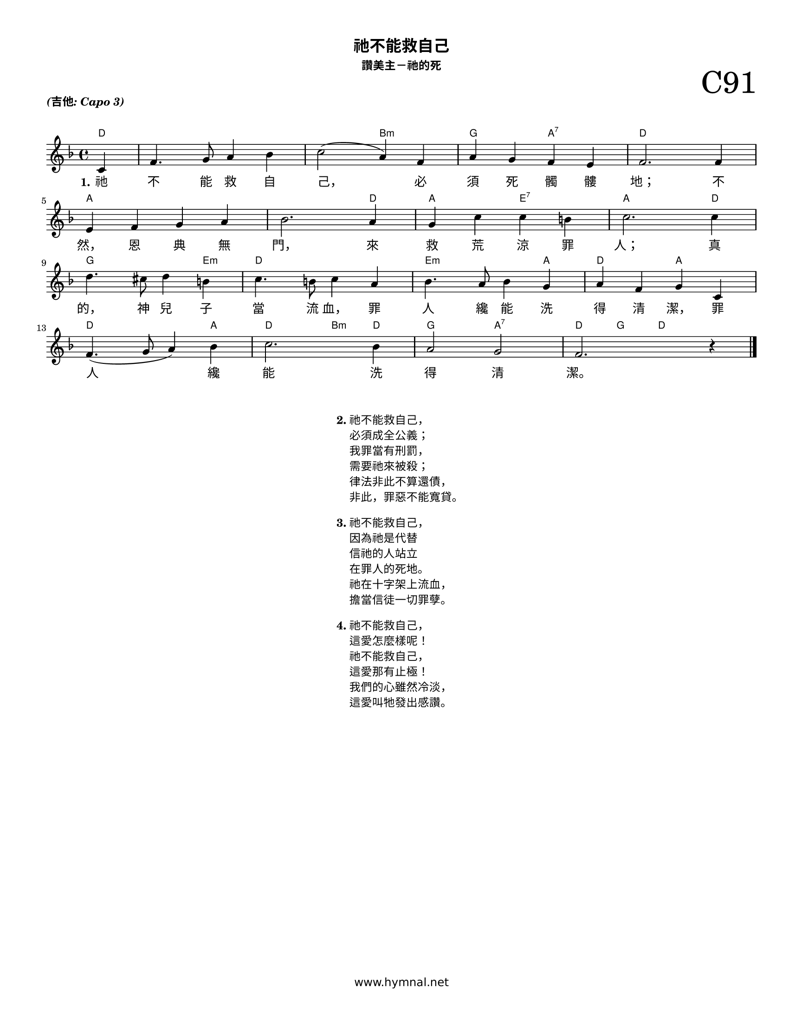 祂不能救自己
讚美主－祂的死
C91
(吉他: Capo 3)
D Bm G A7 D
1. 祂 不 能 救 自 己， 必 須 死 髑 髏 地； 不
5 A D A E7 A D
然， 恩 典 無 門， 來 救 荒 涼 罪 人； 真
9 G Em D Em A D A
的， 神 兒 子 當 流 血， 罪 人 纔 能 洗 得 清 潔， 罪
13 D A D Bm D G A7 D G D
人 纔 能 洗 得 清 潔。
2. 祂不能救自己，
必須成全公義；
我罪當有刑罰，
需要祂來被殺；
律法非此不算還債，
非此，罪惡不能寬貸。
3. 祂不能救自己，
因為祂是代替
信祂的人站立
在罪人的死地。
祂在十字架上流血，
擔當信徒一切罪孽。
4. 祂不能救自己，
這愛怎麼樣呢！
祂不能救自己，
這愛那有止極！
我們的心雖然冷淡，
這愛叫牠發出感讚。
www.hymnal.net